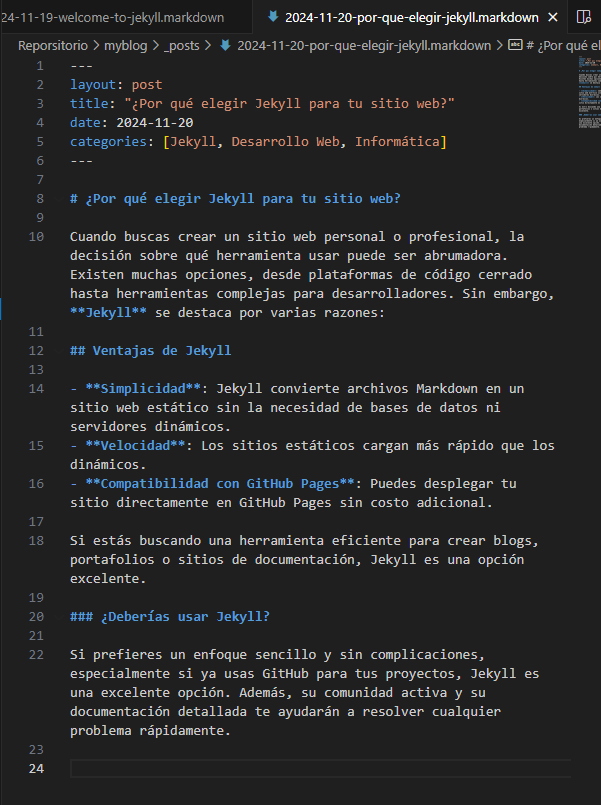 24-11-19-welcome-to-jekyll.markdown
2024-11-20-por-que-elegir-jekyll.markdown
Reporsitorio > myblog > _posts > 2024-11-20-por-que-elegir-jekyll.markdown > # ¿Por qué el
1 ---
2 layout: post
3 title: "¿Por qué elegir Jekyll para tu sitio web?"
4 date: 2024-11-20
5 categories: [Jekyll, Desarrollo Web, Informática]
6 ---
7
8 # ¿Por qué elegir Jekyll para tu sitio web?
9
10 Cuando buscas crear un sitio web personal o profesional, la
decisión sobre qué herramienta usar puede ser abrumadora.
Existen muchas opciones, desde plataformas de código cerrado
hasta herramientas complejas para desarrolladores. Sin embargo,
**Jekyll** se destaca por varias razones:
11
12 ## Ventajas de Jekyll
13
14 - **Simplicidad**: Jekyll convierte archivos Markdown en un
sitio web estático sin la necesidad de bases de datos ni
servidores dinámicos.
15 - **Velocidad**: Los sitios estáticos cargan más rápido que los
dinámicos.
16 - **Compatibilidad con GitHub Pages**: Puedes desplegar tu
sitio directamente en GitHub Pages sin costo adicional.
17
18 Si estás buscando una herramienta eficiente para crear blogs,
portafolios o sitios de documentación, Jekyll es una opción
excelente.
19
20 ### ¿Deberías usar Jekyll?
21
22 Si prefieres un enfoque sencillo y sin complicaciones,
especialmente si ya usas GitHub para tus proyectos, Jekyll es
una excelente opción. Además, su comunidad activa y su
documentación detallada te ayudarán a resolver cualquier
problema rápidamente.
23
24